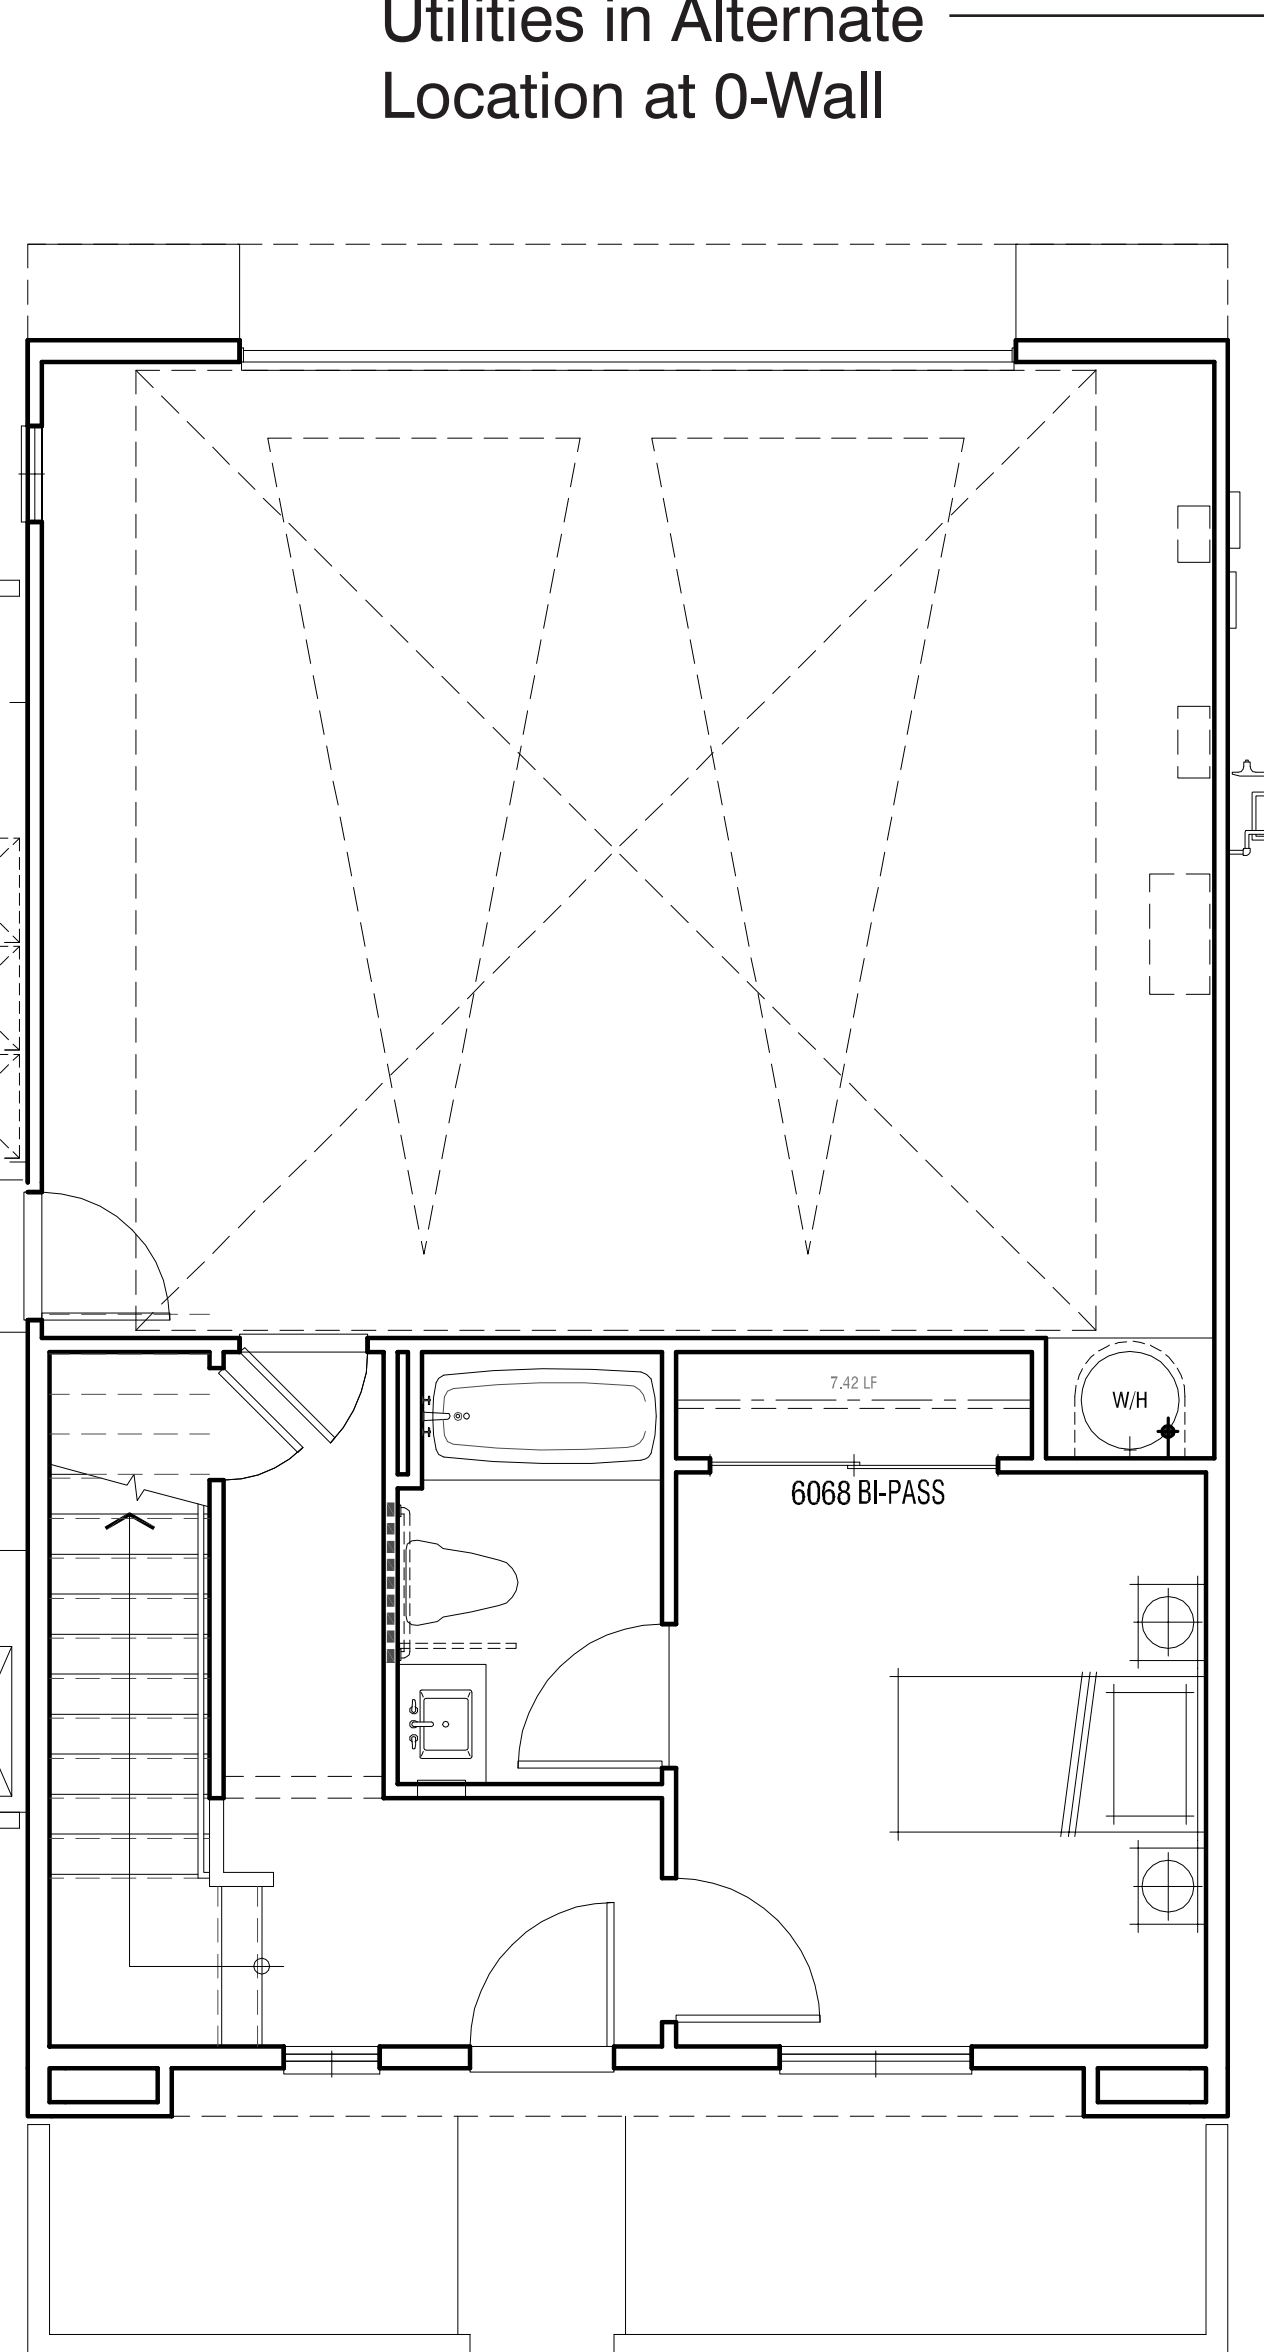 Utilities in Alternate
Location at 0-Wall
7.42 LF
W/H
6068 BI-PASS